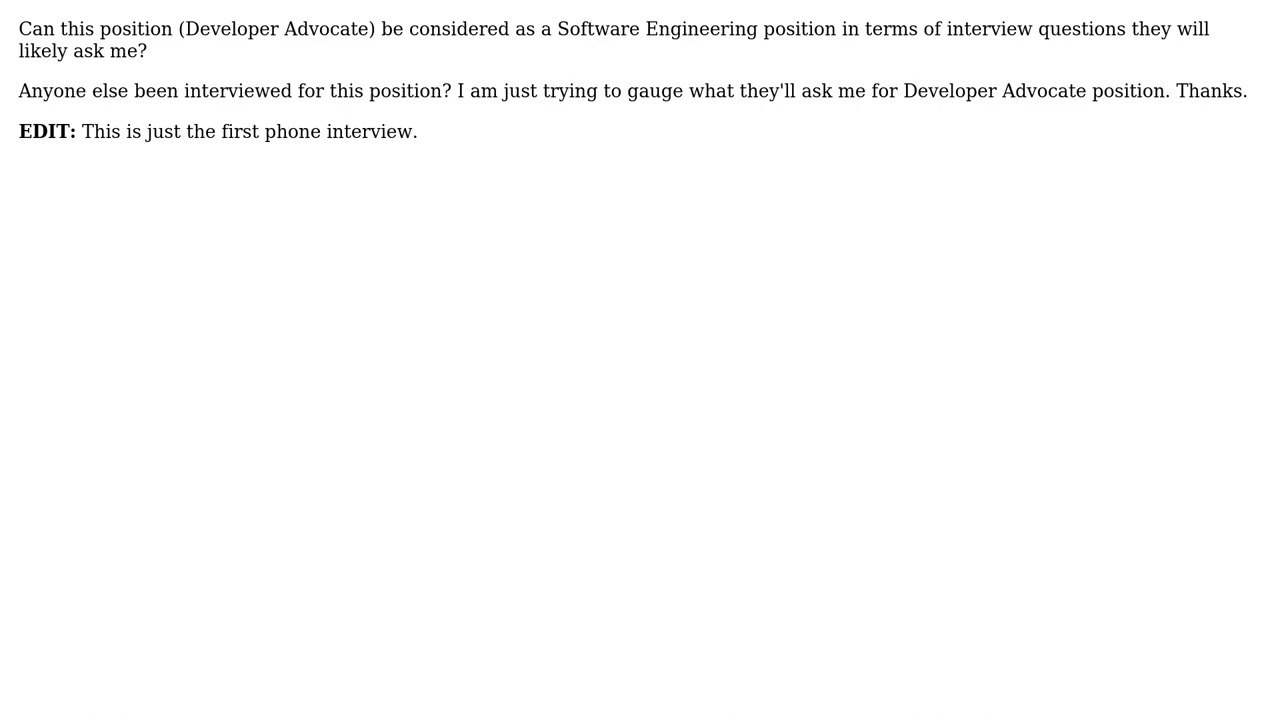 Can this position (Developer Advocate) be considered as a Software Engineering position in terms of interview questions they will
likely ask me?
Anyone else been interviewed for this position? I am just trying to gauge what they'll ask me for Developer Advocate position. Thanks.
EDIT: This is just the first phone interview.